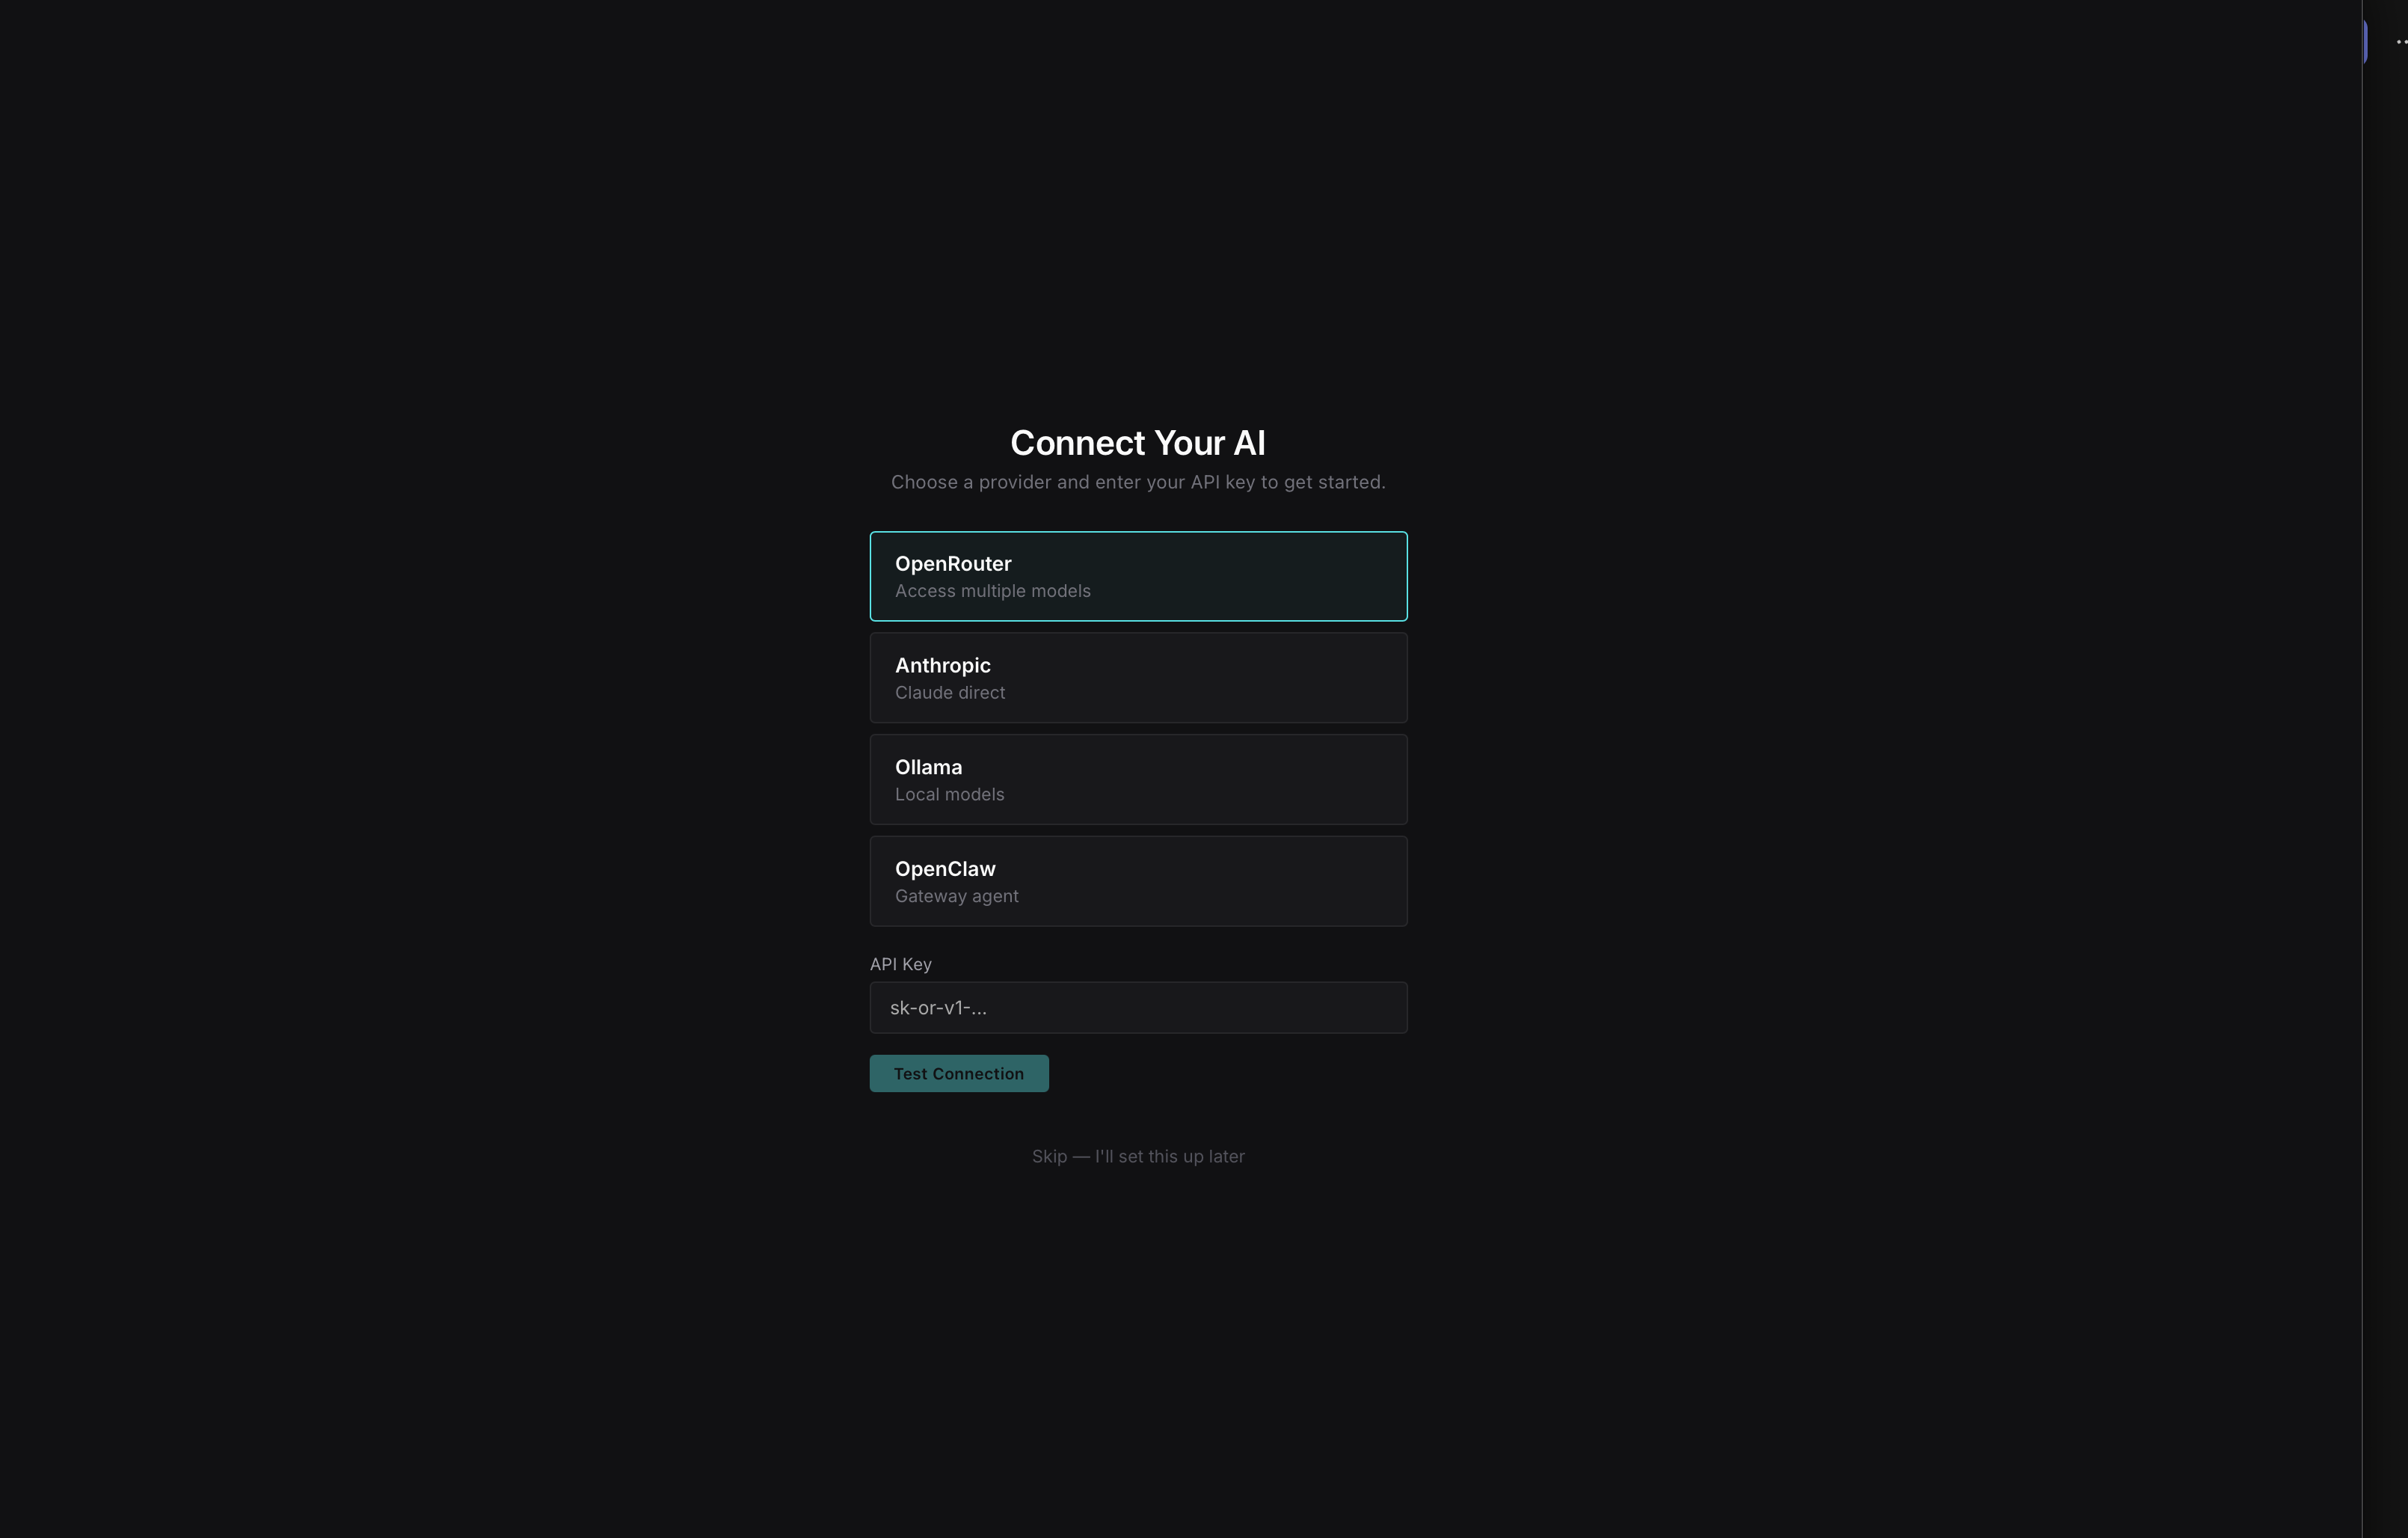 Connect Your AI
Choose a provider and enter your API key to get started.
OpenRouter
Access multiple models
Anthropic
Claude direct
Ollama
Local models
OpenClaw
Gateway agent
API Key
sk-or-v1-...
Test Connection
Skip — I'll set this up later